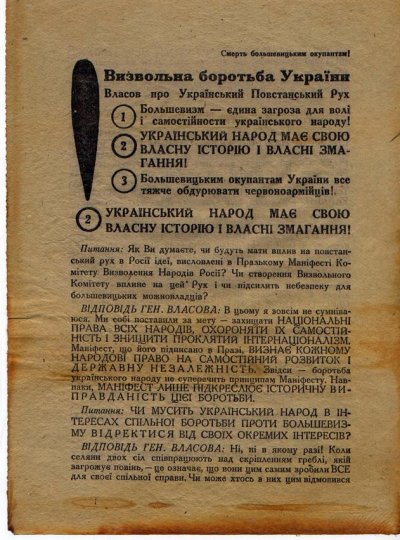 Смерть большевицьким окупантам!
Визвольна боротьба України
Власов про Український Повстанський Рух
1 Большевизм — єдина загроза для волі
і самостійности українського народу!
2 УКРАЇНСЬКИЙ НАРОД МАЄ СВОЮ
ВЛАСНУ ІСТОРІЮ І ВЛАСНІ ЗМА-
ГАННЯ!
3 Большевицьким окупантам України все
тяжче обдурювати червоноармійців!
2 УКРАЇНСЬКИЙ НАРОД МАЄ СВОЮ
ВЛАСНУ ІСТОРІЮ І ВЛАСНІ ЗМАГАННЯ!
Питання: Як Ви думаєте, чи будуть мати вплив на повстан-
ський рух в Росії ідеї, висловлені в Празькому Маніфесті Ко-
мітету Визволення Народів Росії? Чи створення Визвольного
Комітету вплине на цей Рух і чи підсилить небезпеку для
большевицьких можновладців?
ВІДПОВІДЬ ГЕН. ВЛАСОВА: В цьому я зовсім не сумніва-
юся. Ми собі поставили за мету — захищати НАЦІОНАЛЬНІ
ПРАВА ВСІХ НАРОДІВ, ОХОРОНЯТИ ЇХ САМОСТІЙ-
НІСТЬ І ЗНИЩИТИ ПРОКЛЯТИЙ ІНТЕРНАЦІОНАЛІЗМ.
Маніфест, що його підписано в Празі, ВИЗНАЄ КОЖНОМУ
НАРОДОВІ ПРАВО НА САМОСТІЙНИЙ РОЗВИТОК І
ДЕРЖАВНУ НЕЗАЛЕЖНІСТЬ. Звідси — боротьба
українського народу не суперечить принципам Маніфесту. Нав-
паки, МАНІФЕСТ ЛИШЕ ПІДКРЕСЛЮЄ ІСТОРИЧНУ ВИ-
ПРАВДАНІСТЬ ЦІЄЇ БОРОТЬБИ.
Питання: ЧИ МУСИТЬ УКРАЇНСЬКИЙ НАРОД В ІН-
ТЕРЕСАХ СПІЛЬНОЇ БОРОТЬБИ ПРОТИ БОЛЬШЕВИЗ-
МУ ВІДРЕКТИСЯ ВІД СВОЇХ ОКРЕМИХ ІНТЕРЕСІВ?
ВІДПОВІДЬ ГЕН. ВЛАСОВА: Ні, ні в якому разі! Коли
селяни двох сіл співпрацюють над скріпленням греблі, якій
загрожує повінь, — це означає, що вони цим самим зробили ВСЕ
для своєї спільної справи. Чи може хтось в них цим відмовився